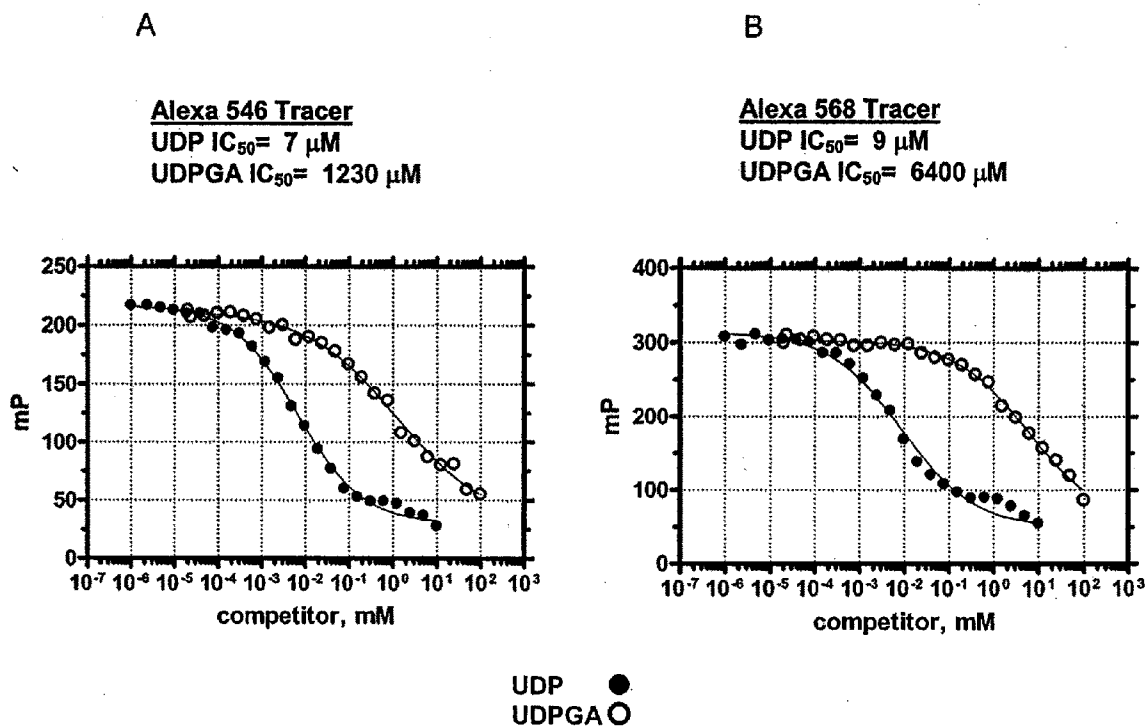 A
B
Alexa 546 Tracer
UDP IC50= 7 µM
UDPGA IC50= 1230 µM
Alexa 568 Tracer
UDP IC50= 9 µM
UDPGA IC50= 6400 µM
250
200
150
100
50
0
mP
10-7 10-6 10-5 10-4 10-3 10-2 10-1 100 101 102 103
competitor, mM
400
300
200
100
0
mP
10-7 10-6 10-5 10-4 10-3 10-2 10-1 100 101 102 103
competitor, mM
UDP
UDPGA